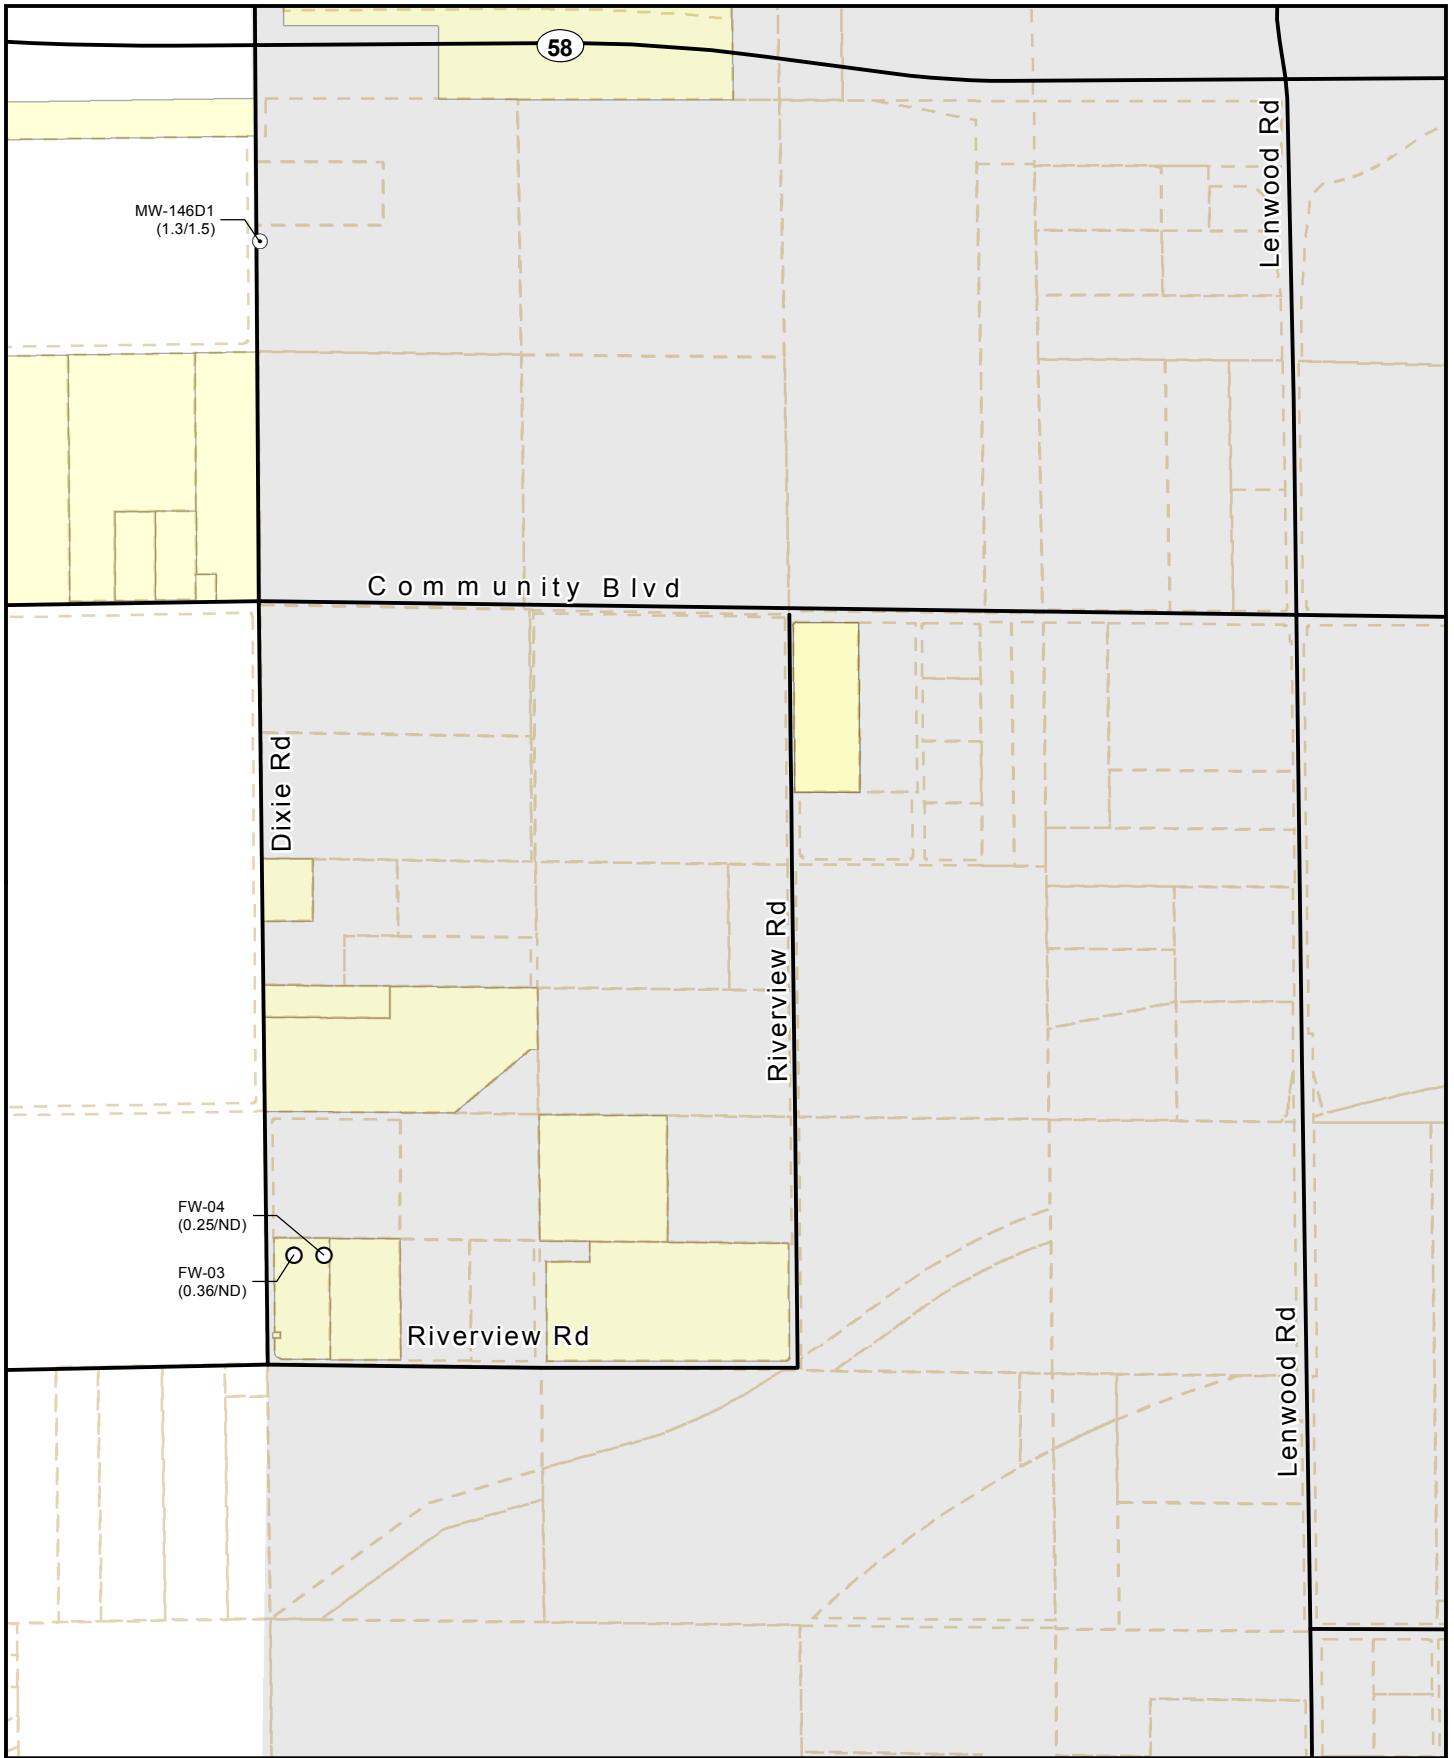 58
Lenwood Rd
MW-146D1
(1.3/1.5)
Community Blvd
Dixie Rd
Riverview Rd
FW-04
(0.25/ND)
FW-03
(0.36/ND)
Riverview Rd
Lenwood Rd